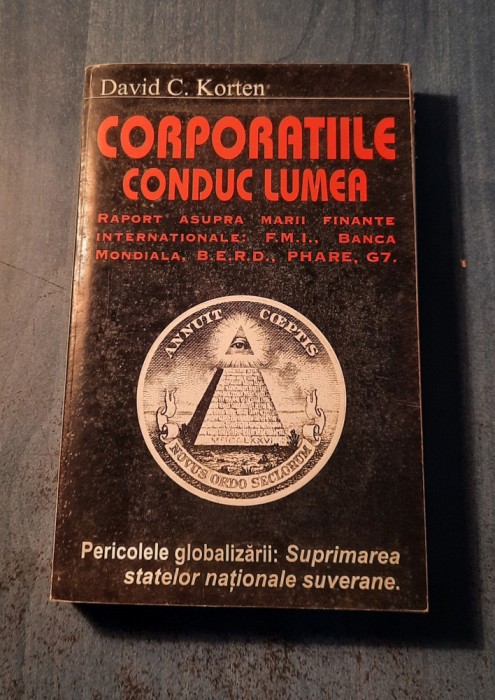 David C. Korten
CORPORATIILE
CONDUC LUMEA
RAPORT ASUPRA MARII FINANTE
INTERNATIONALE: F.M.I., BANCA
MONDIALA, B.E.R.D., PHARE, G7.
ANNUIT CŒPTIS
MDCCLXXVI
NOVUS ORDO SECLORUM
Pericolele globalizării: Suprimarea
statelor naționale suverane.